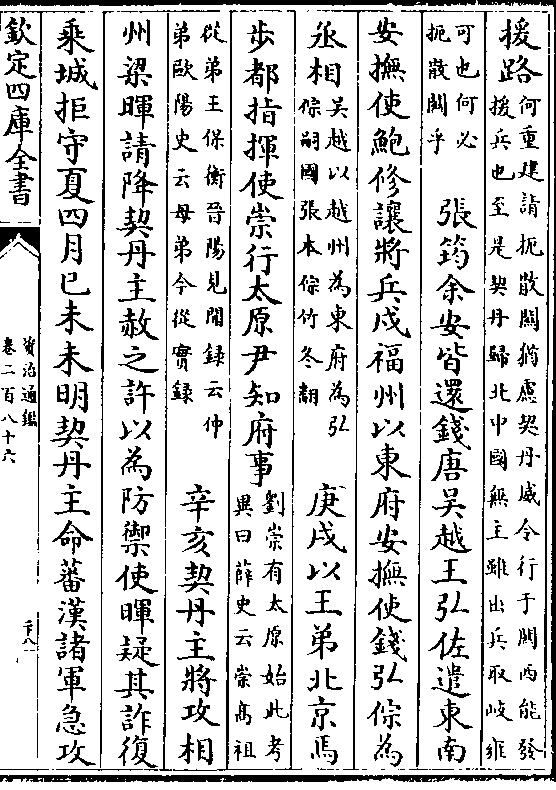 援路何重建請扼散關猶慮契丹威令行于關西能發
援兵也至是契丹歸北中國無主雖出兵取岐雍
可也何必
扼散關乎
張筠余安皆還錢唐吳越王弘佐遣東南
安撫使鮑修讓將兵戍福州以東府安撫使錢弘倧為
丞相吳越以越州為東府為弘
倧嗣國張本倧竹冬翻
庚戌以王弟北京馬
步都指揮使崇行太原尹知府事劉崇有太原始此考
異曰薛史云崇高祖
從弟王保衡晉陽見聞録云仲
弟歐陽史云母弟今從實録
辛亥契丹主將攻相
州梁暉請降契丹主赦之許以為防禦使暉疑其詐復
乘城拒守夏四月己未未明契丹主命蕃漢諸軍急攻
欽定四庫全書
資治通鑑
卷二百八十六